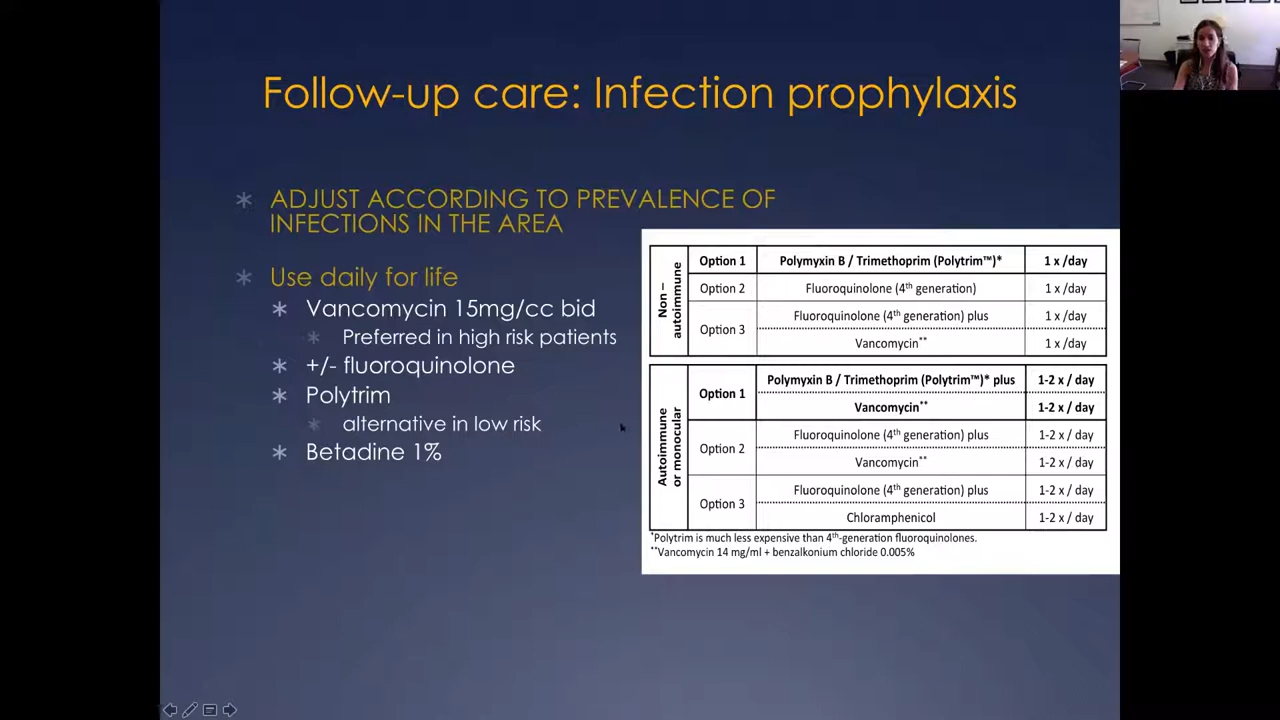 Follow-up care: Infection prophylaxis
ADJUST ACCORDING TO PREVALENCE OF
INFECTIONS IN THE AREA
Use daily for life
Vancomycin 15mg/cc bid
Preferred in high risk patients
+/- fluoroquinolone
Polytrim
alternative in low risk
Betadine 1%
Non – autoimmune
Option 1 Polymyxin B / Trimethoprim (Polytrim™)* 1 x /day
Option 2 Fluoroquinolone (4th generation) 1 x /day
Option 3 Fluoroquinolone (4th generation) plus 1 x /day
Vancomycin** 1 x /day
Autoimmune or monocular
Option 1 Polymyxin B / Trimethoprim (Polytrim™)* plus 1-2 x / day
Vancomycin** 1-2 x / day
Option 2 Fluoroquinolone (4th generation) plus 1-2 x / day
Vancomycin** 1-2 x / day
Option 3 Fluoroquinolone (4th generation) plus 1-2 x / day
Chloramphenicol 1-2 x / day
*Polytrim is much less expensive than 4th-generation fluoroquinolones.
**Vancomycin 14 mg/ml + benzalkonium chloride 0.005%